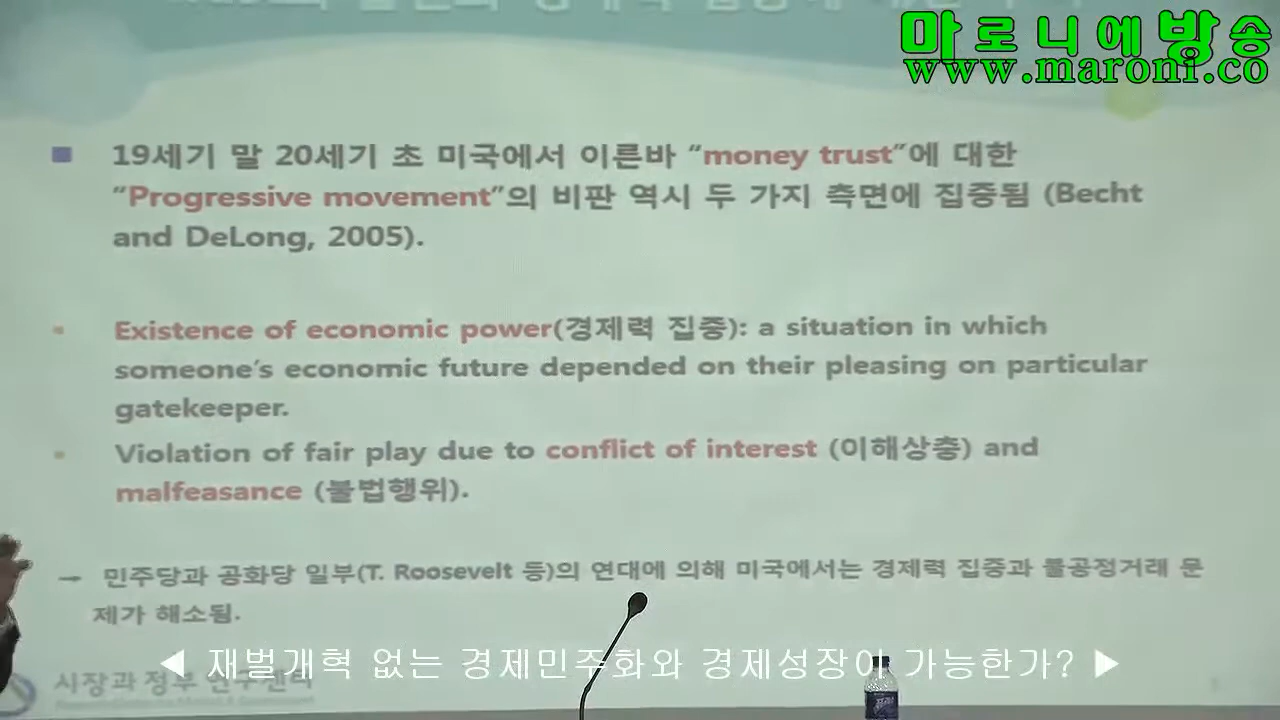 마로니에방송
www.maroni.co
19세기 말 20세기 초 미국에서 이른바 “money trust”에 대한
“Progressive movement”의 비판 역시 두 가지 측면에 집중됨 (Becht
and DeLong, 2005).
Existence of economic power(경제력 집중): a situation in which
someone’s economic future depended on their pleasing on particular
gatekeeper.
Violation of fair play due to conflict of interest (이해상충) and
malfeasance (불법행위).
→ 민주당과 공화당 일부(T. Roosevelt 등)의 연대에 의해 미국에서는 경제력 집중과 불공정거래 문
제가 해소됨.
◀ 재벌개혁 없는 경제민주화와 경제성장이 가능한가? ▶
시장과 정부 연구센터